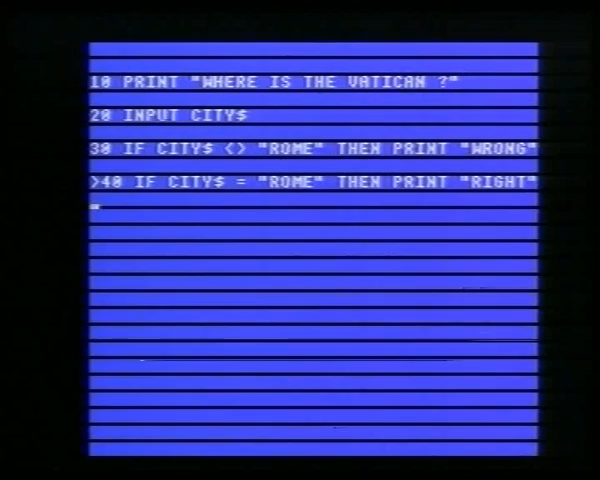 10 PRINT "WHERE IS THE VATICAN ?"
20 INPUT CITY$
30 IF CITY$ <> "ROME" THEN PRINT "WRONG"
>40 IF CITY$ = "ROME" THEN PRINT "RIGHT"